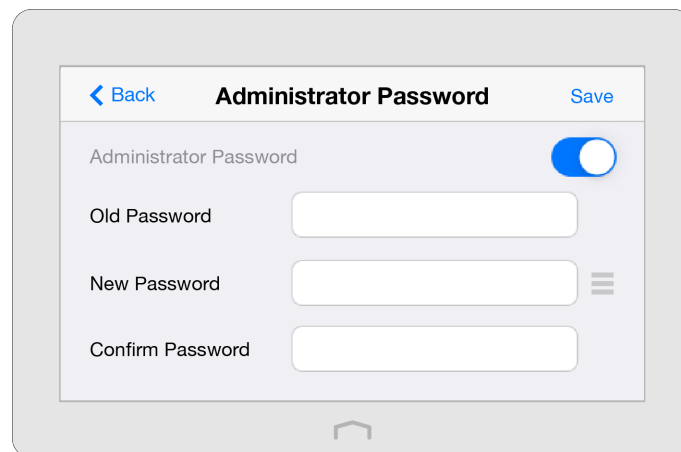 Back Administrator Password Save
Administrator Password
Old Password
New Password
Confirm Password